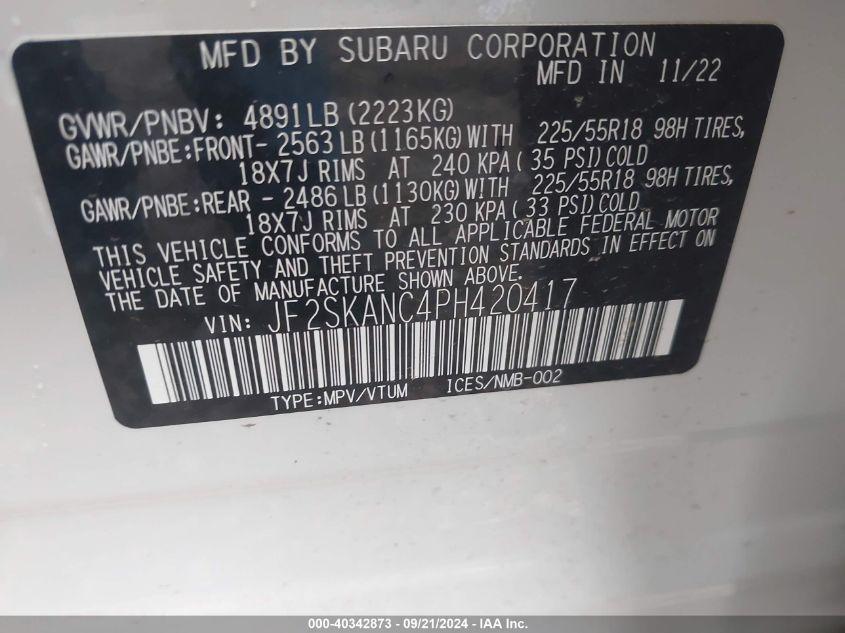 MFD BY SUBARU CORPORATION
MFD IN 11/22
GVWR/PNBV: 4891LB (2223KG)
GAWR/PNBE:FRONT- 2563 LB (1165KG) WITH 225/55R18 98H TIRES,
18X7J RIMS AT 240 KPA( 35 PSI) COLD
GAWR/PNBE:REAR - 2486 LB (1130KG) WITH 225/55R18 98H TIRES,
18X7J RIMS AT 230 KPA( 33 PSI) COLD
THIS VEHICLE CONFORMS TO ALL APPLICABLE FEDERAL MOTOR
VEHICLE SAFETY AND THEFT PREVENTION STANDARDS IN EFFECT ON
THE DATE OF MANUFACTURE SHOWN ABOVE.
VIN: JF2SKANC4PH420417
TYPE:MPV/VTUM ICES/NMB-002
000-40342873 - 09/21/2024 - IAA Inc.